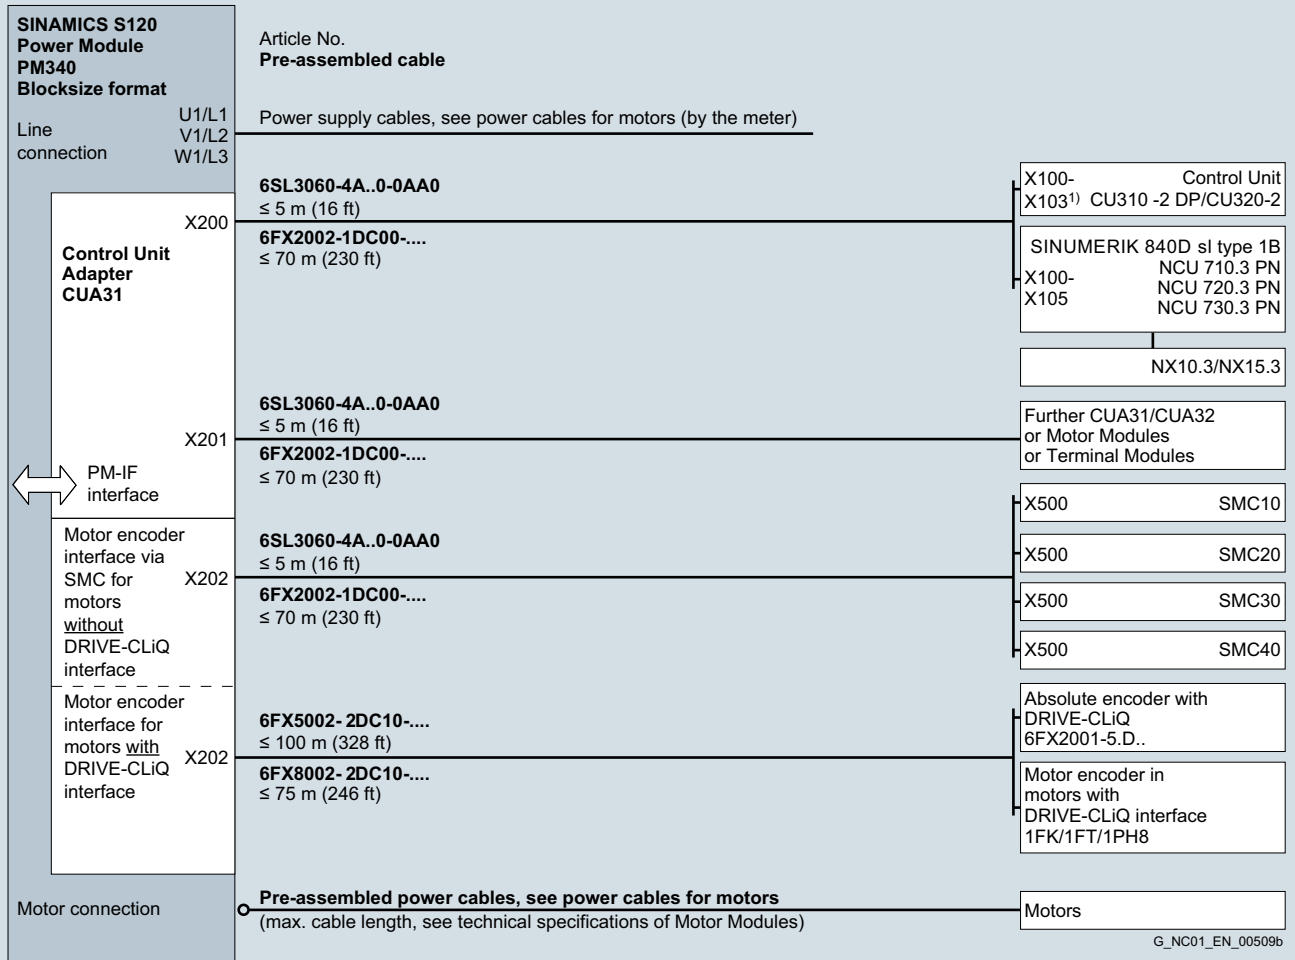 SINAMICS S120
Power Module
PM340
Blocksize format
Article No.
Pre-assembled cable
Line
connection
U1/L1
V1/L2
W1/L3
Power supply cables, see power cables for motors (by the meter)
Control Unit
Adapter
CUA31
X200
6SL3060-4A..0-0AA0
≤ 5 m (16 ft)
6FX2002-1DC00-....
≤ 70 m (230 ft)
X100-
X103¹⁾
Control Unit
CU310 -2 DP/CU320-2
SINUMERIK 840D sl type 1B
X100-
X105
NCU 710.3 PN
NCU 720.3 PN
NCU 730.3 PN
NX10.3/NX15.3
X201
6SL3060-4A..0-0AA0
≤ 5 m (16 ft)
6FX2002-1DC00-....
≤ 70 m (230 ft)
Further CUA31/CUA32
or Motor Modules
or Terminal Modules
PM-IF
interface
Motor encoder
interface via
SMC for
motors
without
DRIVE-CLiQ
interface
X202
6SL3060-4A..0-0AA0
≤ 5 m (16 ft)
6FX2002-1DC00-....
≤ 70 m (230 ft)
X500 SMC10
X500 SMC20
X500 SMC30
X500 SMC40
Motor encoder
interface for
motors with
DRIVE-CLiQ
interface
X202
6FX5002- 2DC10-....
≤ 100 m (328 ft)
6FX8002- 2DC10-....
≤ 75 m (246 ft)
Absolute encoder with
DRIVE-CLiQ
6FX2001-5.D..
Motor encoder in
motors with
DRIVE-CLiQ interface
1FK/1FT/1PH8
Motor connection
Pre-assembled power cables, see power cables for motors
(max. cable length, see technical specifications of Motor Modules)
Motors
G_NC01_EN_00509b